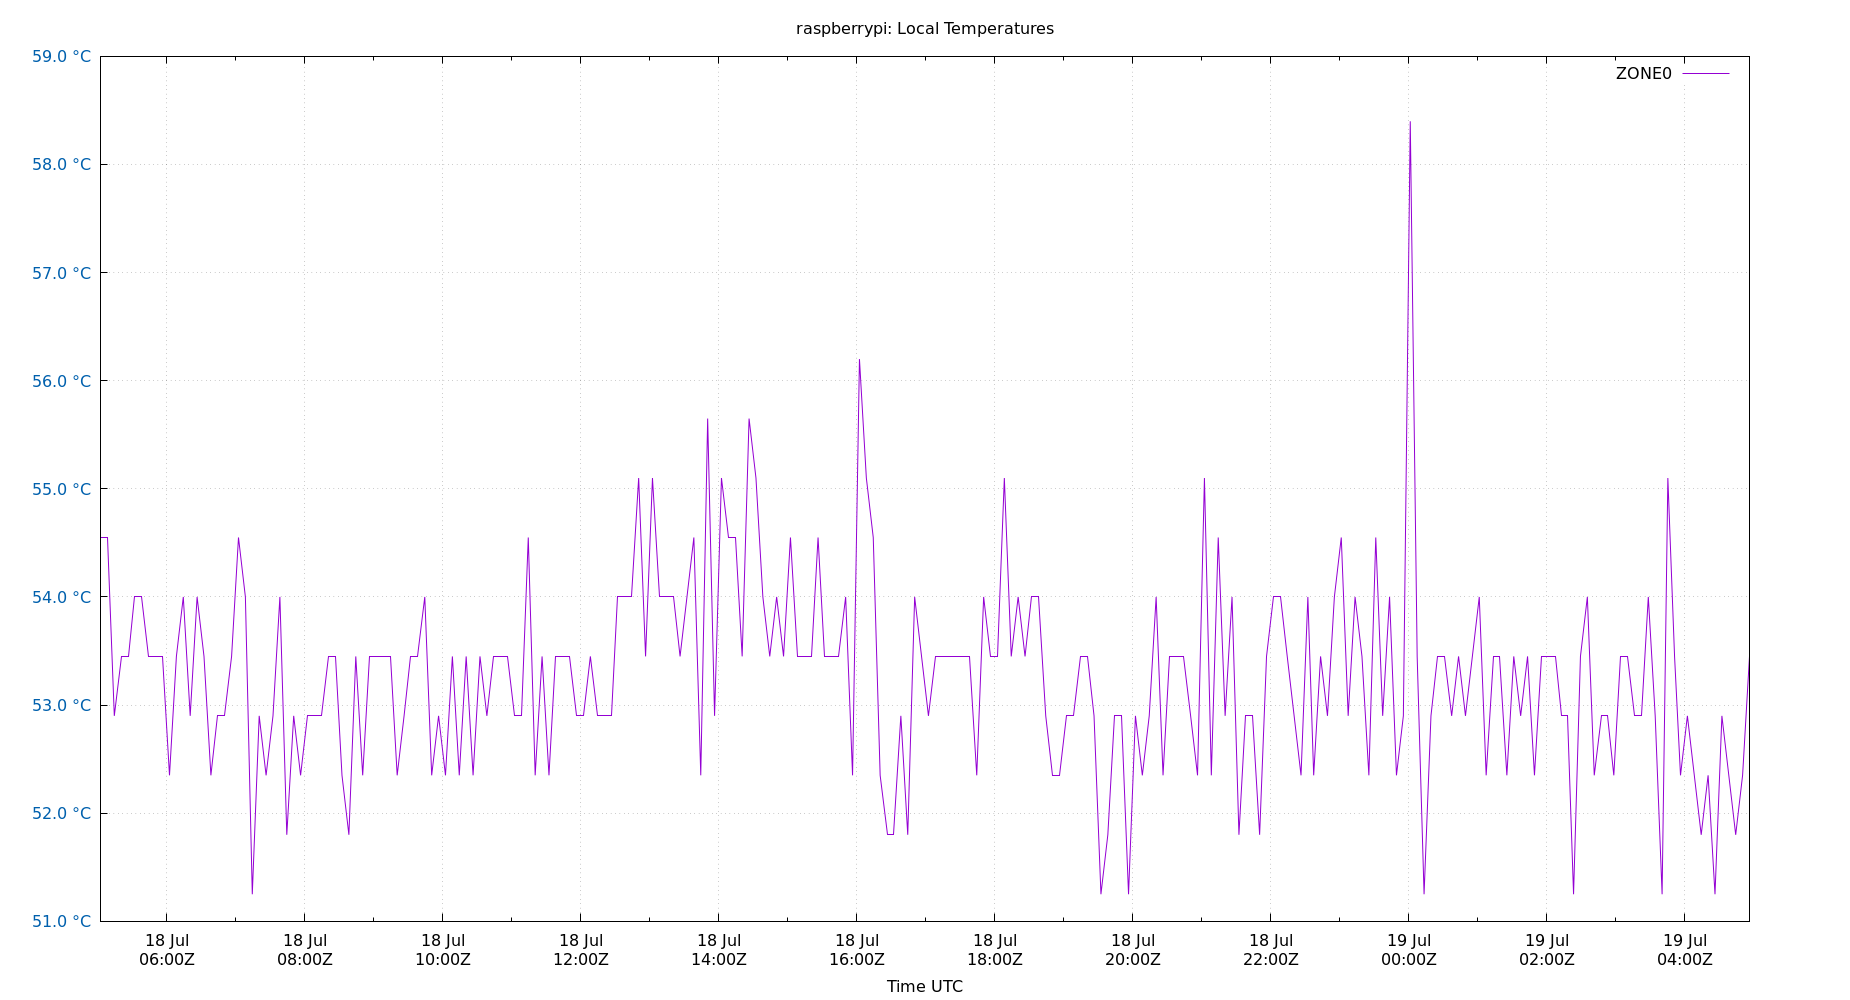 raspberrypi: Local Temperatures
59.0 °C
ZONE0
58.0 °C
57.0 °C
56.0 °C
55.0 °C
54.0 °C
53.0 °C
52.0 °C
51.0 °C
18 Jul 18 Jul 18 Jul 18 Jul 18 Jul 18 Jul 18 Jul 18 Jul 18 Jul 19 Jul 19 Jul 19 Jul
06:00Z 08:00Z 10:00Z 12:00Z 14:00Z 16:00Z 18:00Z 20:00Z 22:00Z 00:00Z 02:00Z 04:00Z
Time UTC